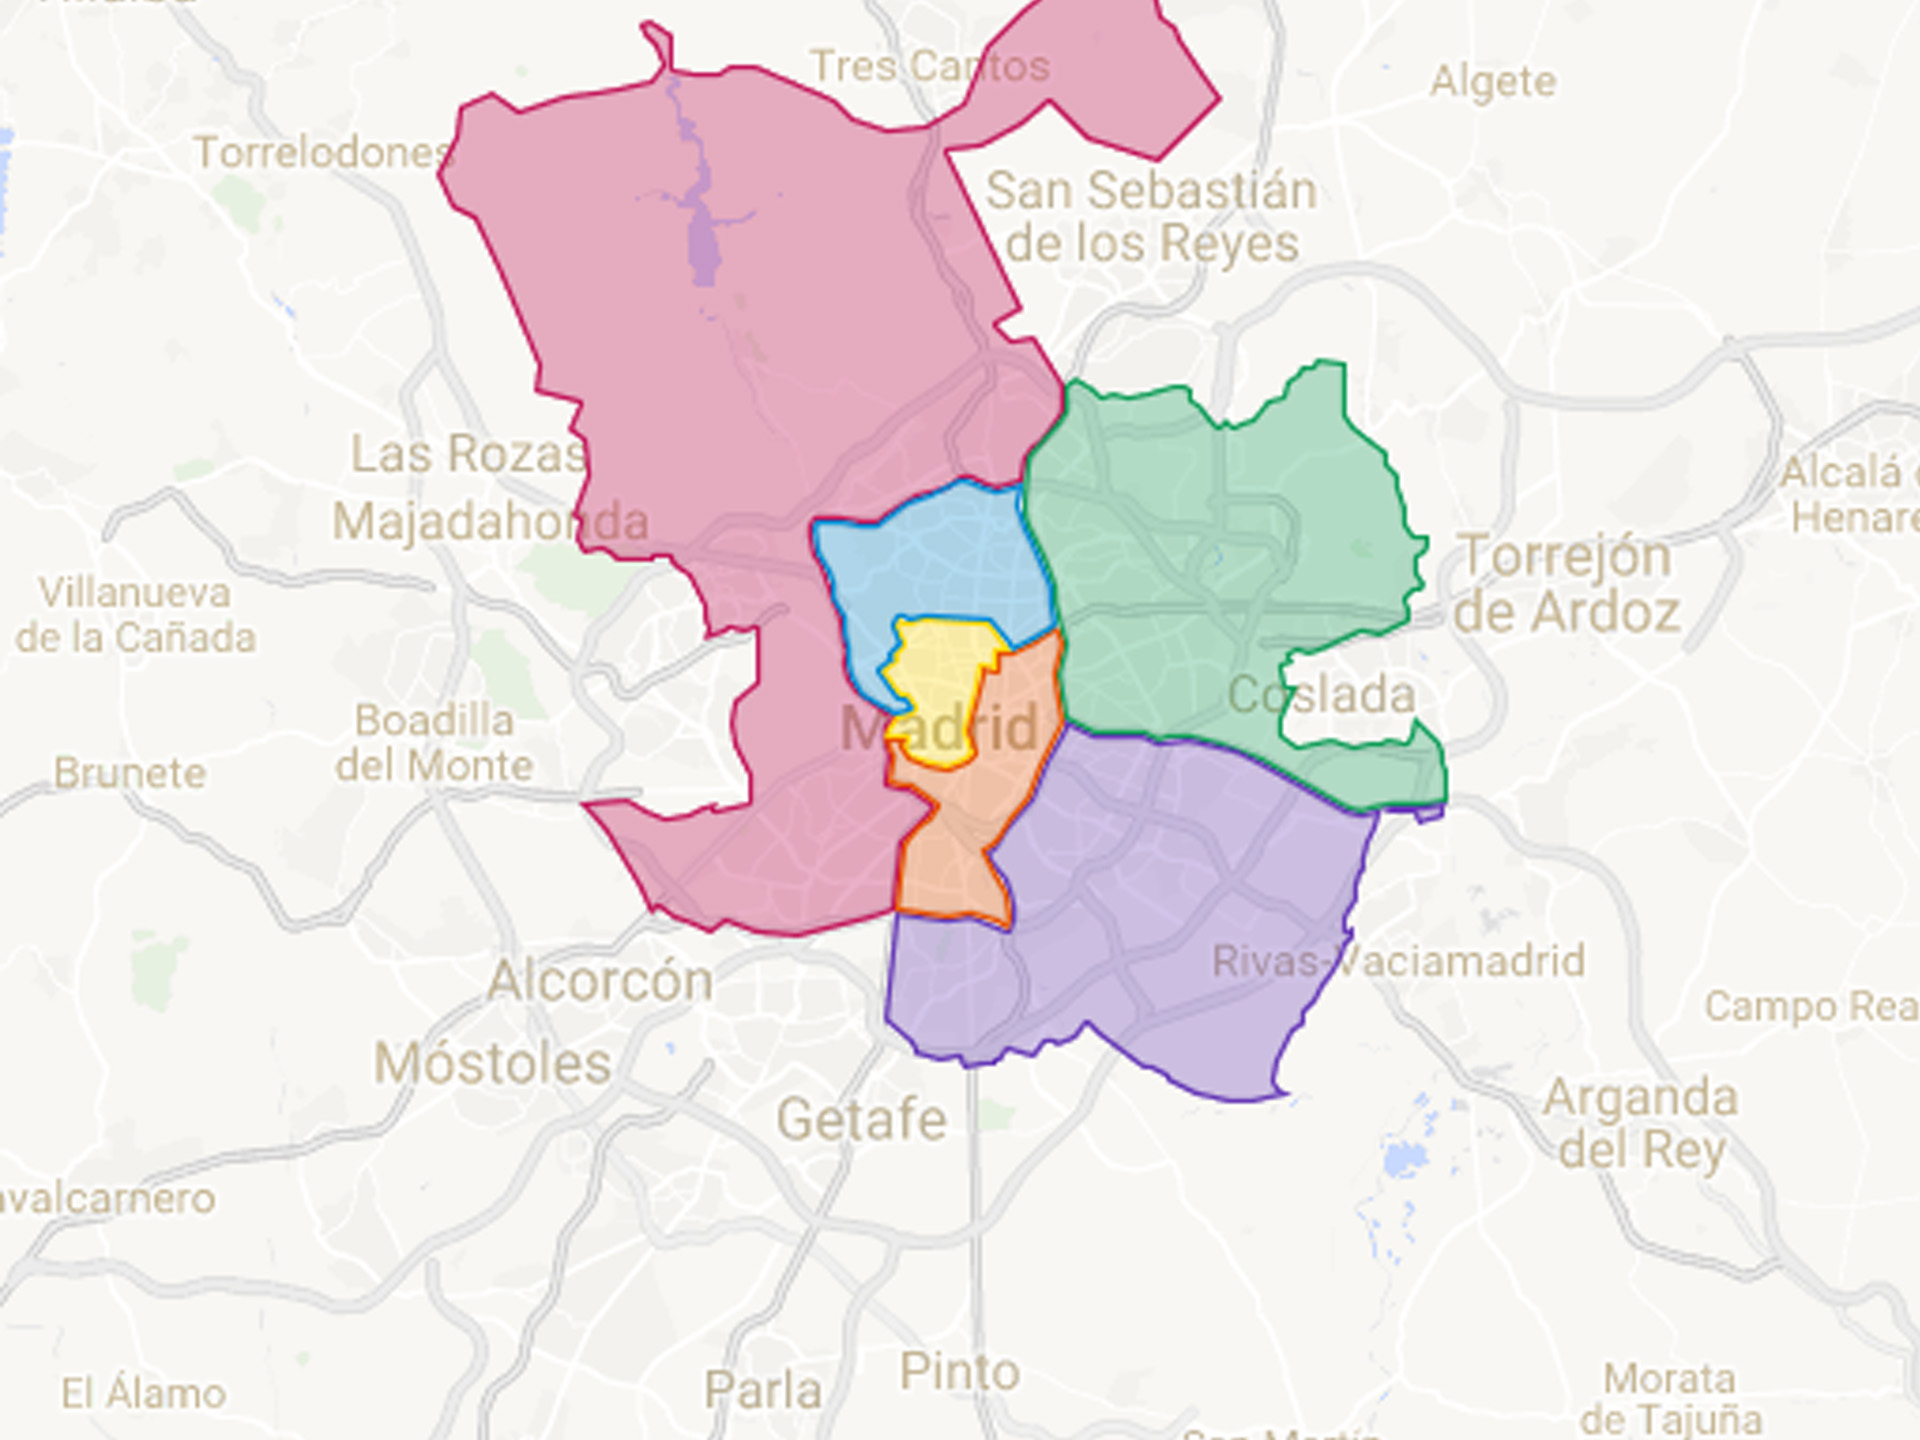 Tres Cantos
Algete
Torrelodones
San Sebastián
de los Reyes
Las Rozas
Majadahonda
Alcalá
Henare
Torrejón
de Ardoz
Villanueva
de la Cañada
Coslada
Boadilla
del Monte
Madrid
Brunete
Rivas-Vaciamadrid
Alcorcón
Campo Rea
Móstoles
Getafe
Arganda
del Rey
avalcarnero
El Álamo
Parla
Pinto
Morata
de Tajuña